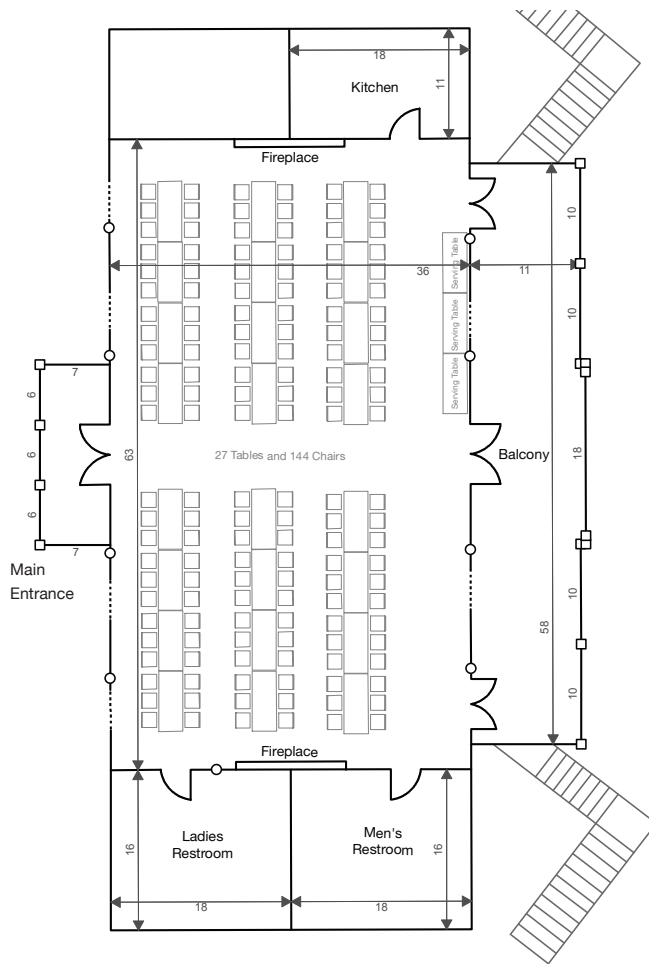 18
11
Kitchen
Fireplace
10
Serving Table
36
11
Serving Table
10
7
Serving Table
6
6
6
63
27 Tables and 144 Chairs
Balcony
18
7
Main
Entrance
10
58
10
Fireplace
Ladies
Restroom
Men's
Restroom
16
16
18
18